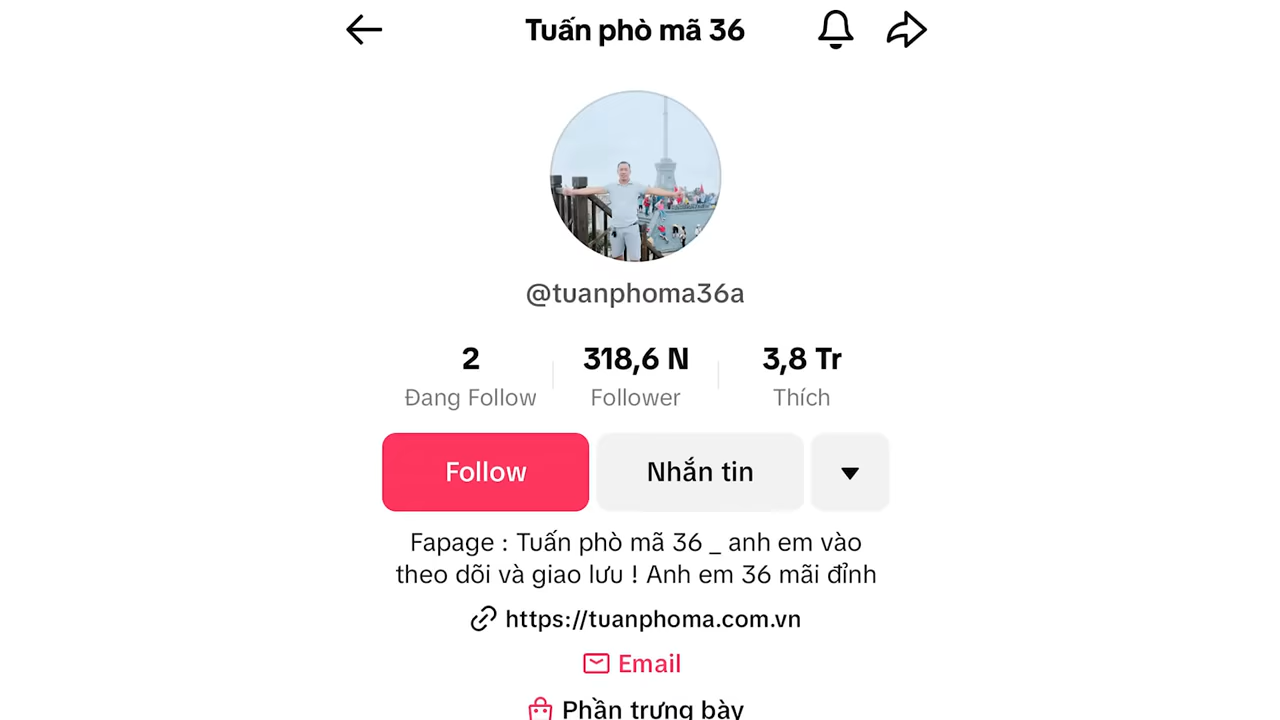 Tuấn phò mã 36
@tuanphoma36a
2
318,6 N
3,8 Tr
Đang Follow
Follower
Thích
Follow
Nhắn tin
Fapage : Tuấn phò mã 36 _ anh em vào
theo dõi và giao lưu ! Anh em 36 mãi đỉnh
https://tuanphoma.com.vn
Email
Phần trưng bày